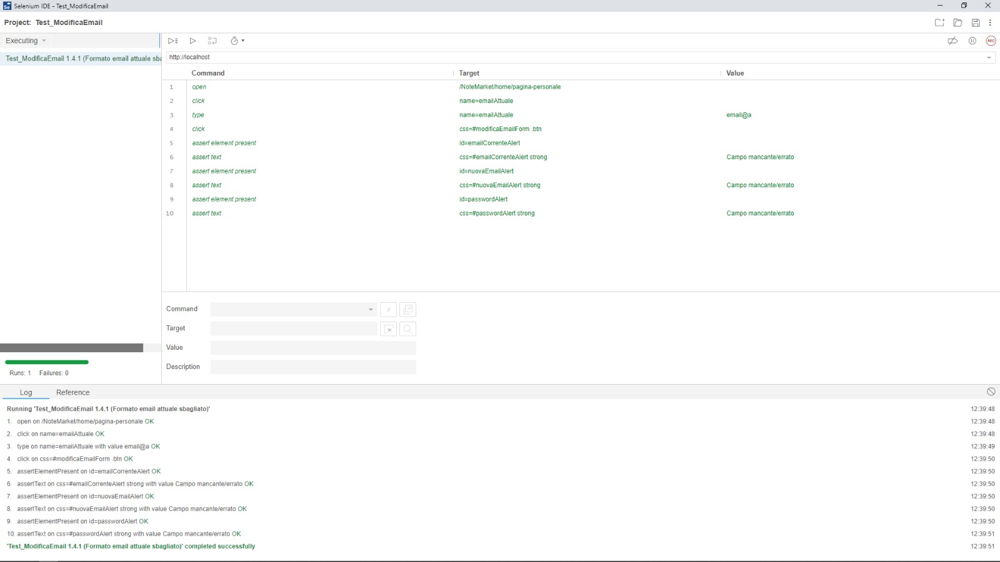 Selenium IDE - Test_ModificaEmail
Project: Test_ModificaEmail
Executing
Test_ModificaEmail 1.4.1 (Formato email attuale sba
REC
http://localhost
Command Target Value
1 open /NoteMarket/home/pagina-personale
2 click name=emailAttuale
3 type name=emailAttuale email@a
4 click css=#modificaEmailForm .btn
5 assert element present id=emailCorrenteAlert
6 assert text css=#emailCorrenteAlert strong Campo mancante/errato
7 assert element present id=nuovaEmailAlert
8 assert text css=#nuovaEmailAlert strong Campo mancante/errato
9 assert element present id=passwordAlert
10 assert text css=#passwordAlert strong Campo mancante/errato
Command //
Target
Value
Description
Runs: 1 Failures: 0
Log Reference
Running 'Test_ModificaEmail 1.4.1 (Formato email attuale sbagliato)' 12:39:48
1. open on /NoteMarket/home/pagina-personale OK 12:39:48
2. click on name=emailAttuale OK 12:39:48
3. type on name=emailAttuale with value email@a OK 12:39:49
4. click on css=#modificaEmailForm .btn OK 12:39:50
5. assertElementPresent on id=emailCorrenteAlert OK 12:39:50
6. assertText on css=#emailCorrenteAlert strong with value Campo mancante/errato OK 12:39:50
7. assertElementPresent on id=nuovaEmailAlert OK 12:39:50
8. assertText on css=#nuovaEmailAlert strong with value Campo mancante/errato OK 12:39:50
9. assertElementPresent on id=passwordAlert OK 12:39:50
10. assertText on css=#passwordAlert strong with value Campo mancante/errato OK 12:39:51
'Test_ModificaEmail 1.4.1 (Formato email attuale sbagliato)' completed successfully 12:39:51